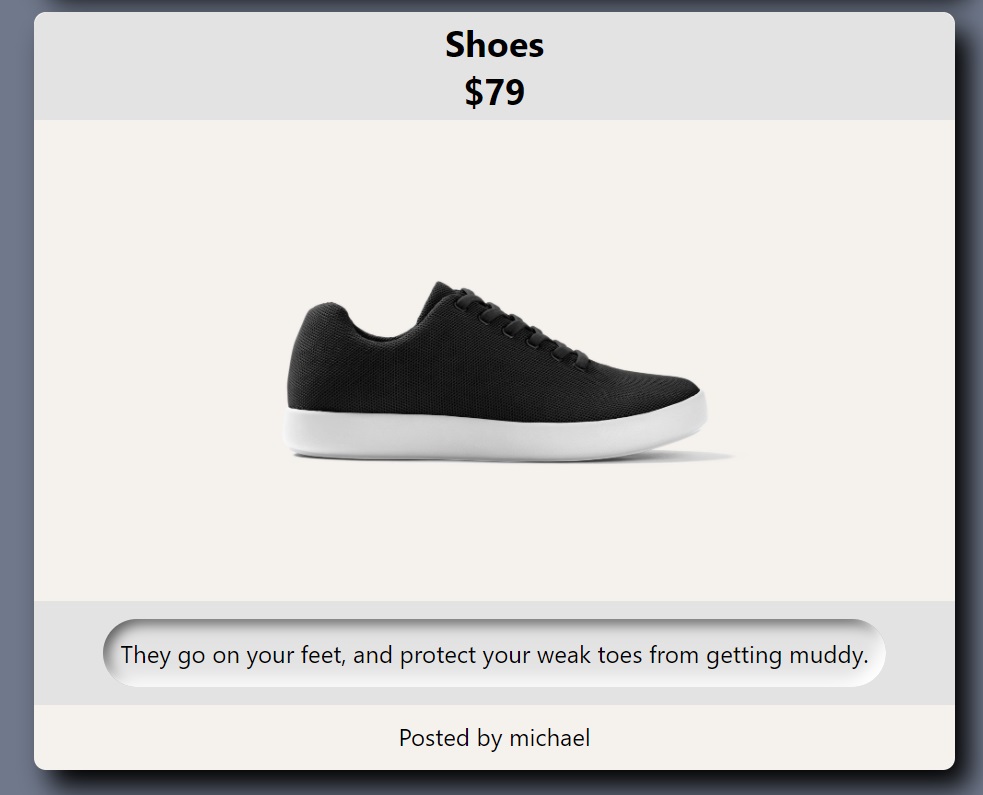 Shoes
$79
They go on your feet, and protect your weak toes from getting muddy.
Posted by michael